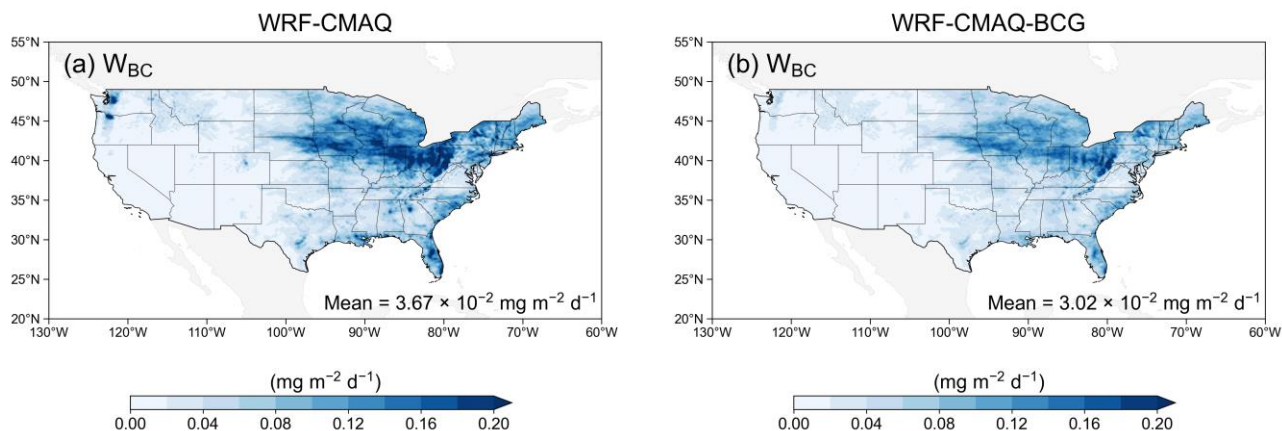 WRF-CMAQ
(a) W_BC
55°N
50°N
45°N
40°N
35°N
30°N
25°N
20°N
Mean = 3.67 × 10⁻² mg m⁻² d⁻¹
130°W 120°W 110°W 100°W 90°W 80°W 70°W 60°W
(mg m⁻² d⁻¹)
0.00 0.04 0.08 0.12 0.16 0.20
WRF-CMAQ-BCG
(b) W_BC
55°N
50°N
45°N
40°N
35°N
30°N
25°N
20°N
Mean = 3.02 × 10⁻² mg m⁻² d⁻¹
130°W 120°W 110°W 100°W 90°W 80°W 70°W 60°W
(mg m⁻² d⁻¹)
0.00 0.04 0.08 0.12 0.16 0.20